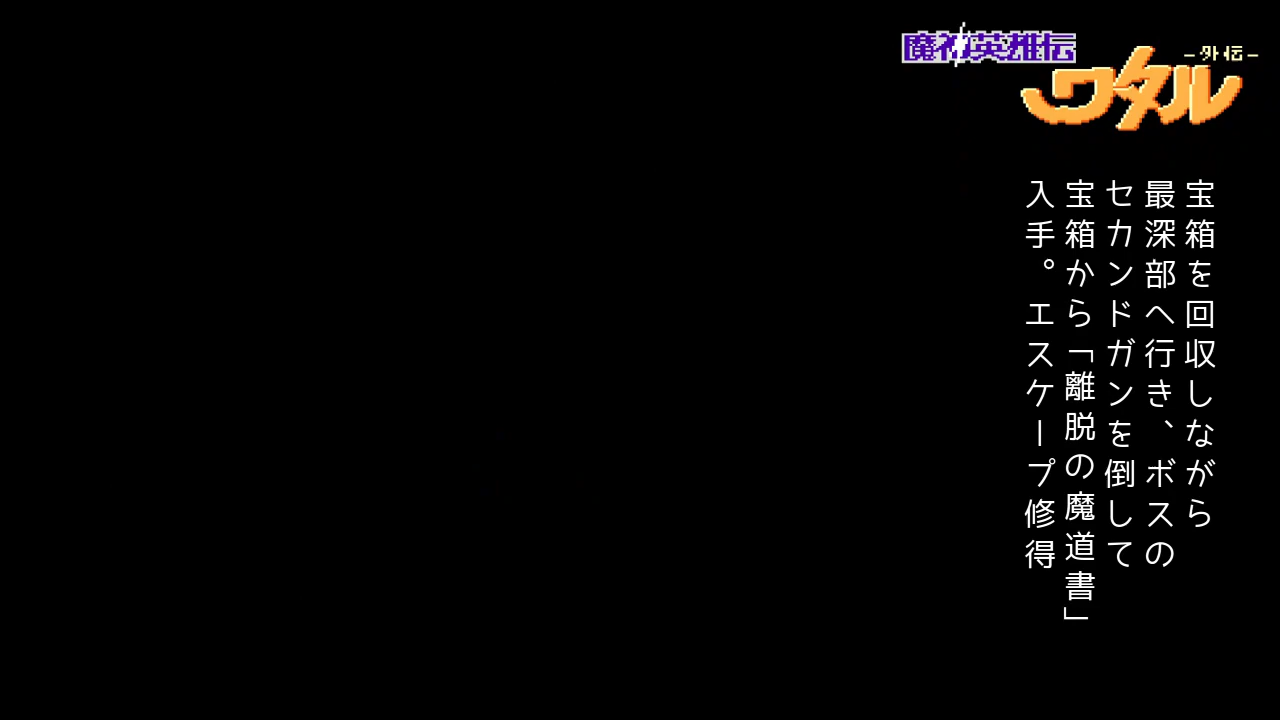 魔神英雄伝
ワタル
-外伝-
宝箱を回収しながら
最深部へ行き、ボスの
セカンドガンを倒して
宝箱から「離脱の魔道書」
入手。エスケープ修得